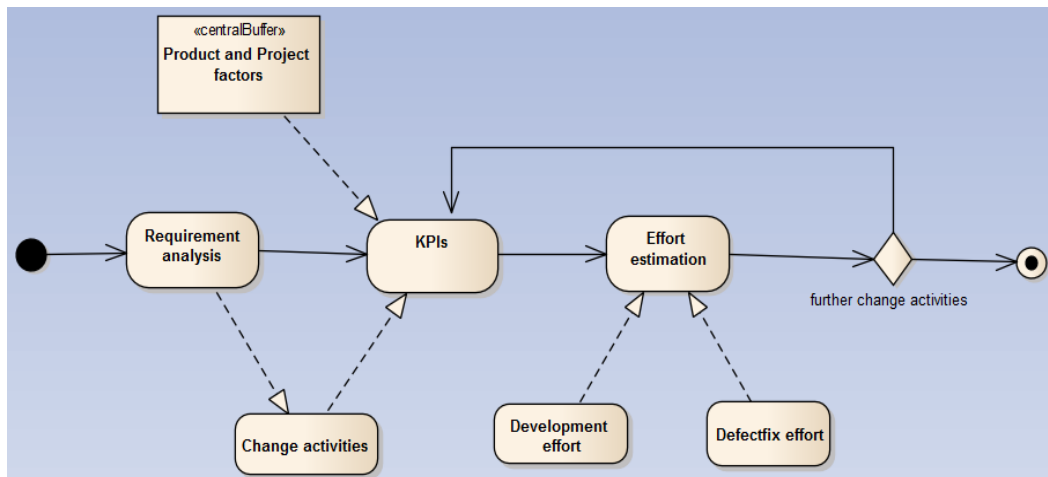 «centralBuffer»
Product and Project
factors
Requirement
analysis
KPIs
Effort
estimation
further change activities
Change activities
Development
effort
Defectfix effort